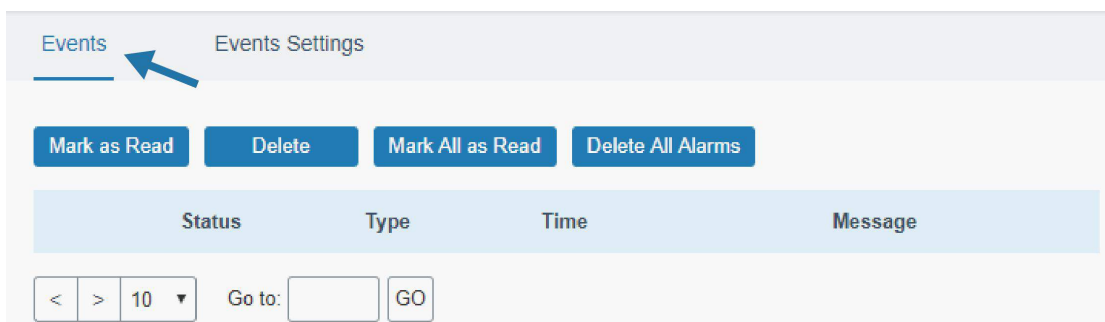 Events Events Settings
Mark as Read Delete Mark All as Read Delete All Alarms
Status Type Time Message
< > 10 ▼ Go to: GO